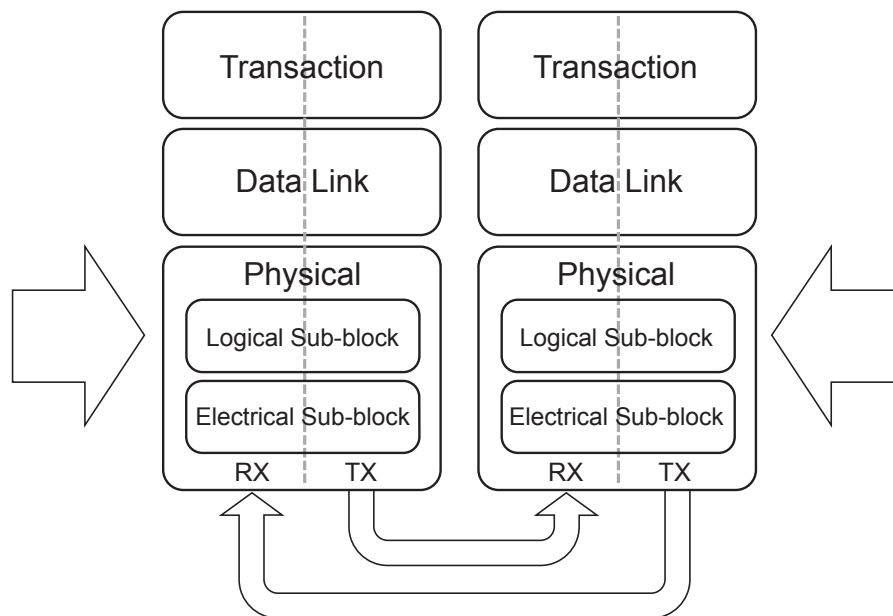 Transaction
Transaction
Data Link
Data Link
Physical
Physical
Logical Sub-block
Logical Sub-block
Electrical Sub-block
Electrical Sub-block
RX
TX
RX
TX